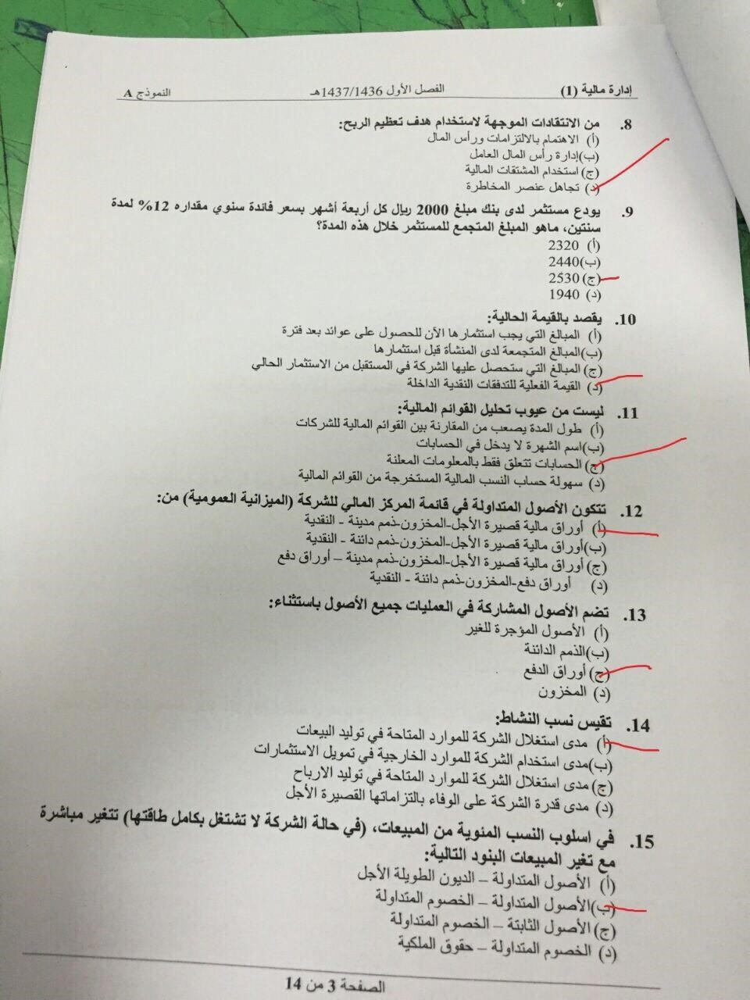 إدارة مالية (1) الفصل الأول 1437/1436هـ النموذج A
8. من الانتقادات الموجهة لاستخدام هدف تعظيم الربح:
(أ) الاهتمام بالالتزامات ورأس المال
(ب) إدارة رأس المال العامل
(ج) استخدام المشتقات المالية
(د) تجاهل عنصر المخاطرة
9. يودع مستثمر لدى بنك مبلغ 2000 ريال كل أربعة أشهر بسعر فائدة سنوي مقداره 12% لمدة
سنتين، ماهو المبلغ المتجمع للمستثمر خلال هذه المدة؟
(أ) 2320
(ب) 2440
(ج) 2530
(د) 1940
10. يقصد بالقيمة الحالية:
(أ) المبالغ التي يجب استثمارها الآن للحصول على عوائد بعد فترة
(ب) المبالغ المتجمعة لدى المنشأة قبل استثمارها
(ج) المبالغ التي ستحصل عليها الشركة في المستقبل من الاستثمار الحالي
(د) القيمة الفعلية للتدفقات النقدية الداخلة
11. ليست من عيوب تحليل القوائم المالية:
(أ) طول المدة يصعب من المقارنة بين القوائم المالية للشركات
(ب) اسم الشهرة لا يدخل في الحسابات
(ج) الحسابات تتعلق فقط بالمعلومات المعلنة
(د) سهولة حساب النسب المالية المستخرجة من القوائم المالية
12. تتكون الأصول المتداولة في قائمة المركز المالي للشركة (الميزانية العمومية) من:
(أ) أوراق مالية قصيرة الأجل-المخزون-ذمم مدينة - النقدية
(ب) أوراق مالية قصيرة الأجل-المخزون-ذمم دائنة - النقدية
(ج) أوراق مالية قصيرة الأجل-المخزون-ذمم مدينة – أوراق دفع
(د) أوراق دفع-المخزون-ذمم دائنة - النقدية
13. تضم الأصول المشاركة في العمليات جميع الأصول باستثناء:
(أ) الأصول المؤجرة للغير
(ب) الذمم الدائنة
(ج) أوراق الدفع
(د) المخزون
14. تقيس نسب النشاط:
(أ) مدى استغلال الشركة للموارد المتاحة في توليد البيعات
(ب) مدى استخدام الشركة للموارد الخارجية في تمويل الاستثمارات
(ج) مدى استغلال الشركة للموارد المتاحة في توليد الارباح
(د) مدى قدرة الشركة على الوفاء بالتزاماتها القصيرة الأجل
15. في اسلوب النسب المئوية من المبيعات، (في حالة الشركة لا تشتغل بكامل طاقتها) تتغير مباشرة
مع تغير المبيعات البنود التالية:
(أ) الأصول المتداولة – الديون الطويلة الأجل
(ب) الأصول المتداولة – الخصوم المتداولة
(ج) الأصول الثابتة – الخصوم المتداولة
(د) الخصوم المتداولة – حقوق الملكية
الصفحة 3 من 14